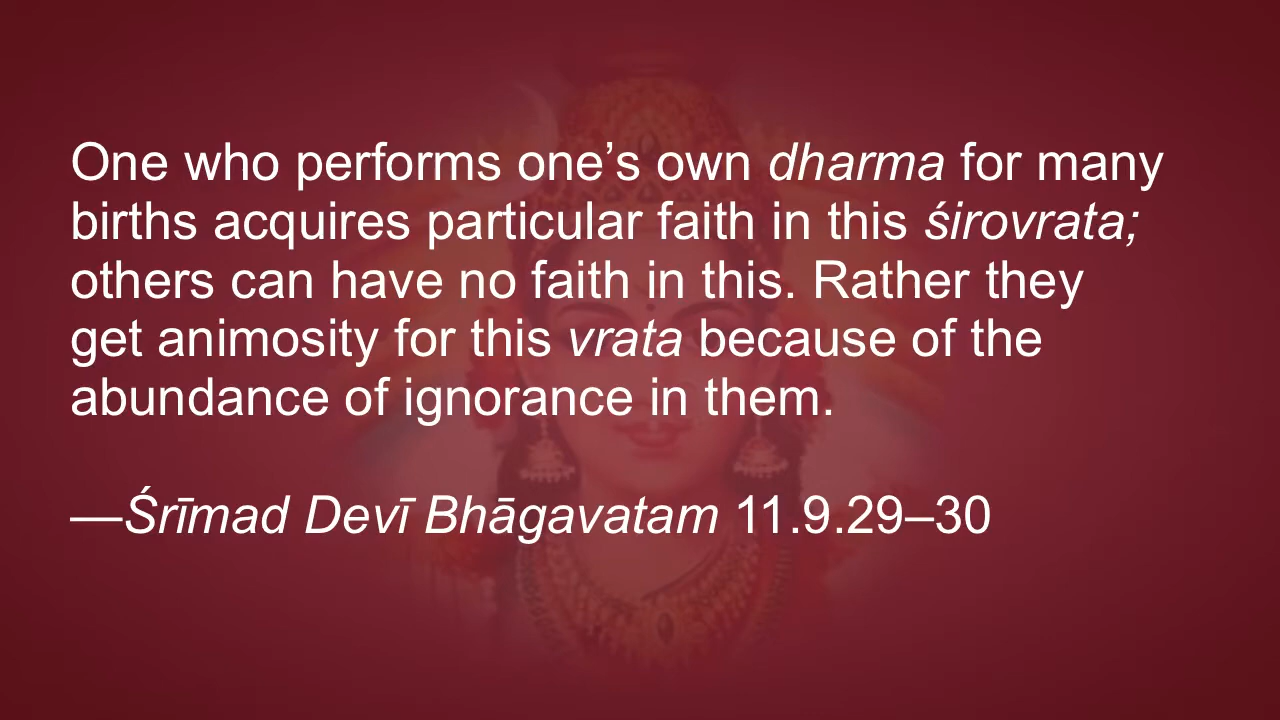 One who performs one’s own dharma for many
births acquires particular faith in this śirovrata;
others can have no faith in this. Rather they
get animosity for this vrata because of the
abundance of ignorance in them.
—Śrīmad Devī Bhāgavatam 11.9.29–30